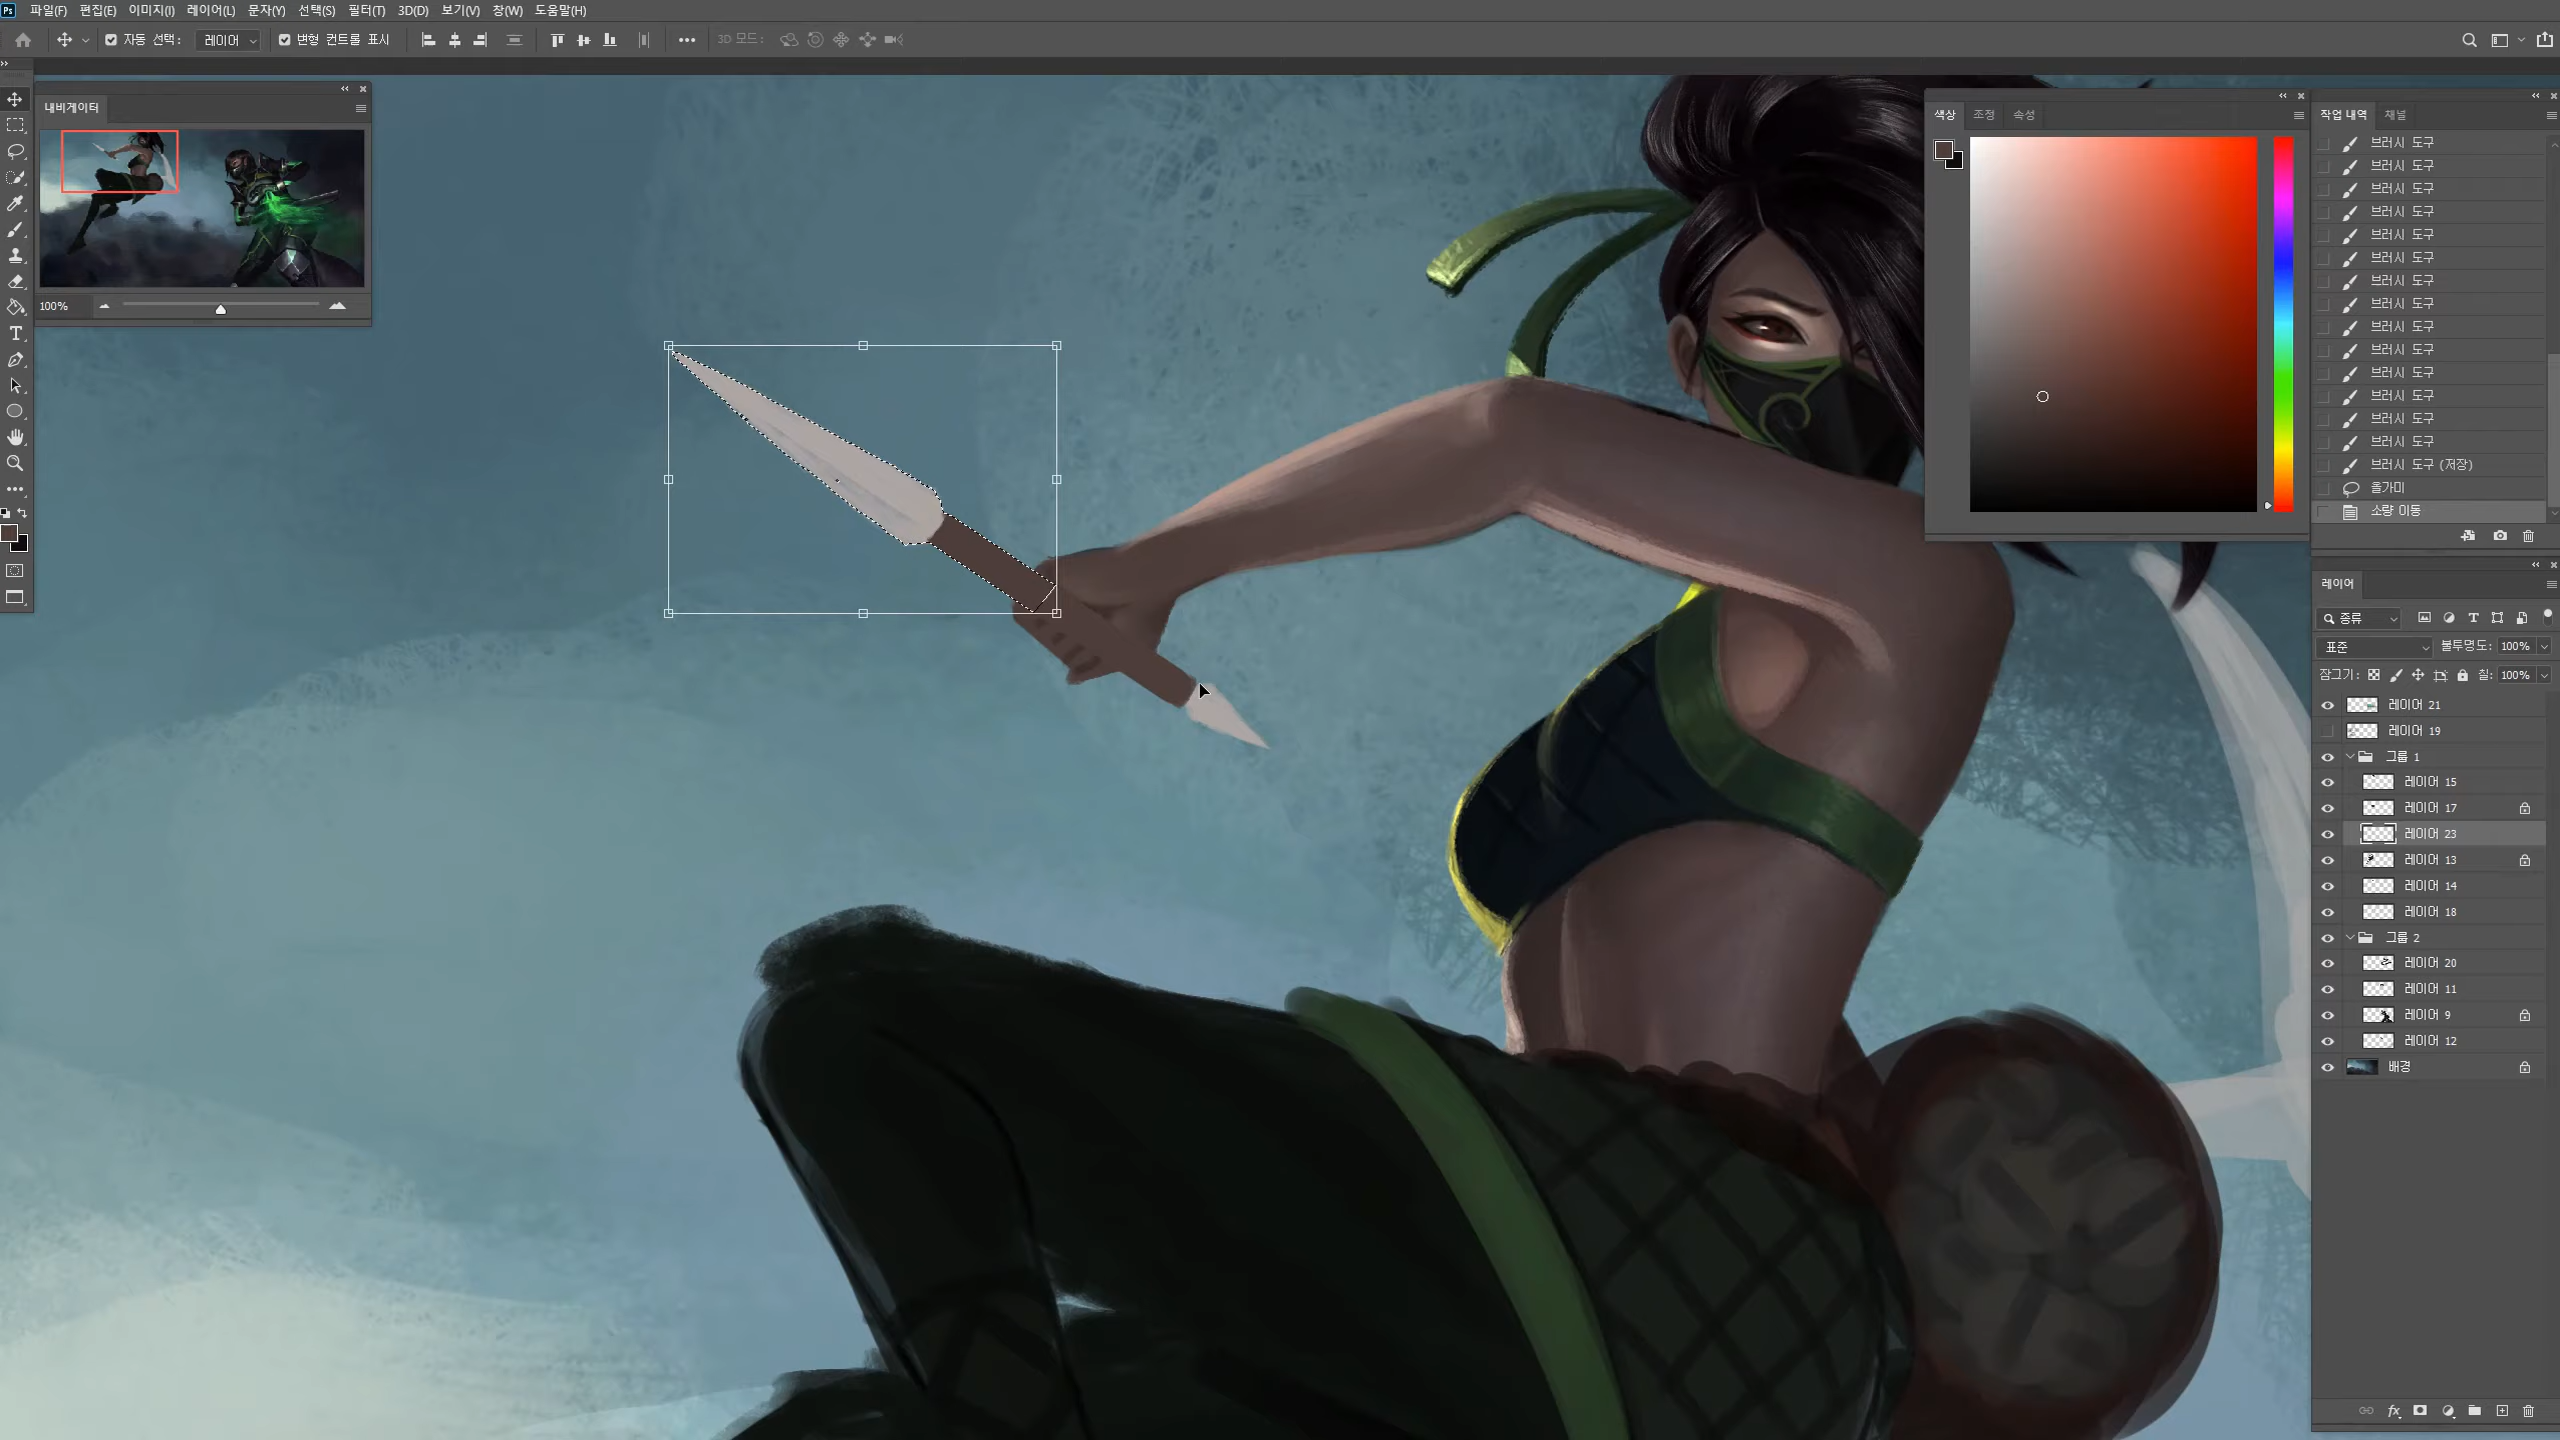 Ps 파일(F) 편집(E) 이미지(I) 레이어(L) 문자(Y) 선택(S) 필터(T) 3D(D) 보기(V) 창(W) 도움말(H)
자동 선택: 레이어 변형 컨트롤 표시 3D 모드:
내비게이터
100%
색상 조정 속성
작업 내역 채널
브러시 도구
브러시 도구
브러시 도구
브러시 도구
브러시 도구
브러시 도구
브러시 도구
브러시 도구
브러시 도구
브러시 도구
브러시 도구
브러시 도구
브러시 도구
브러시 도구
브러시 도구 (저장)
올가미
소량 이동
레이어
종류
표준 불투명도: 100%
잠그기: 칠: 100%
레이어 21
레이어 19
그룹 1
레이어 15
레이어 17
레이어 23
레이어 13
레이어 14
레이어 18
그룹 2
레이어 20
레이어 11
레이어 9
레이어 12
배경
fx